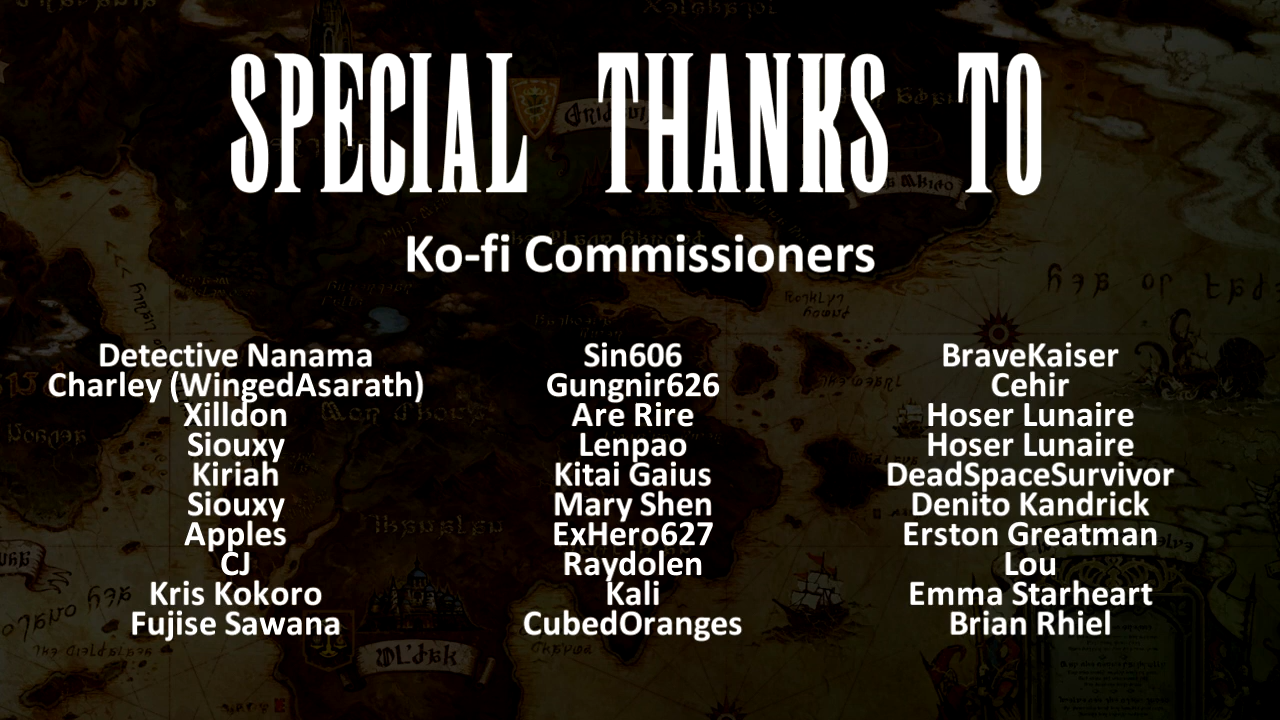 SPECIAL THANKS TO
Ko-fi Commissioners
Detective Nanama
Charley (WingedAsarath)
Xilldon
Siouxy
Kiriah
Siouxy
Apples
CJ
Kris Kokoro
Fujise Sawana
Sin606
Gungnir626
Are Rire
Lenpao
Kitai Gaius
Mary Shen
ExHero627
Raydolen
Kali
CubedOranges
BraveKaiser
Cehir
Hoser Lunaire
Hoser Lunaire
DeadSpaceSurvivor
Denito Kandrick
Erston Greatman
Lou
Emma Starheart
Brian Rhiel